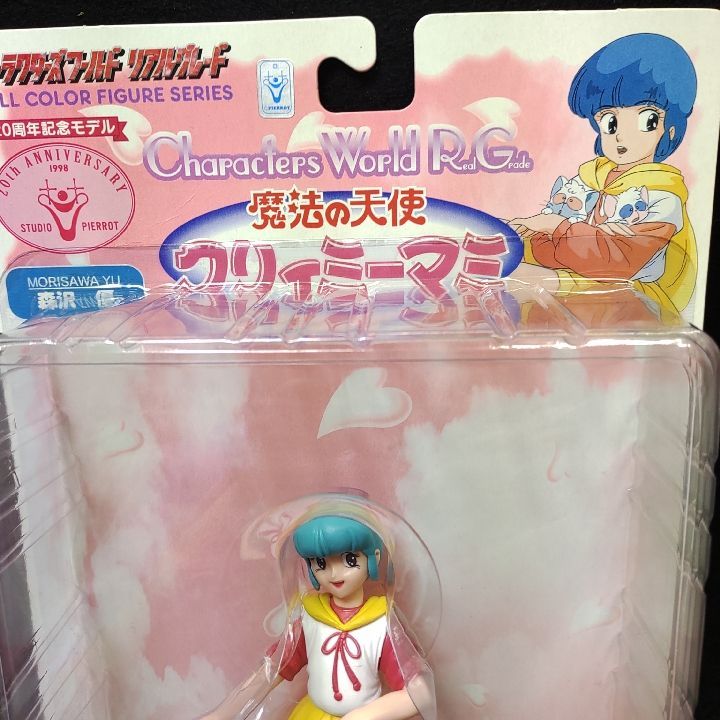 ラクターズワールド リアルグレード
LL COLOR FIGURE SERIES
PIERROT
20周年記念モデル
20th ANNIVERSARY
1998
STUDIO PIERROT
Characters World Real Grade
魔法の天使
クリィミーマミ
MORISAWA YU
森沢 優